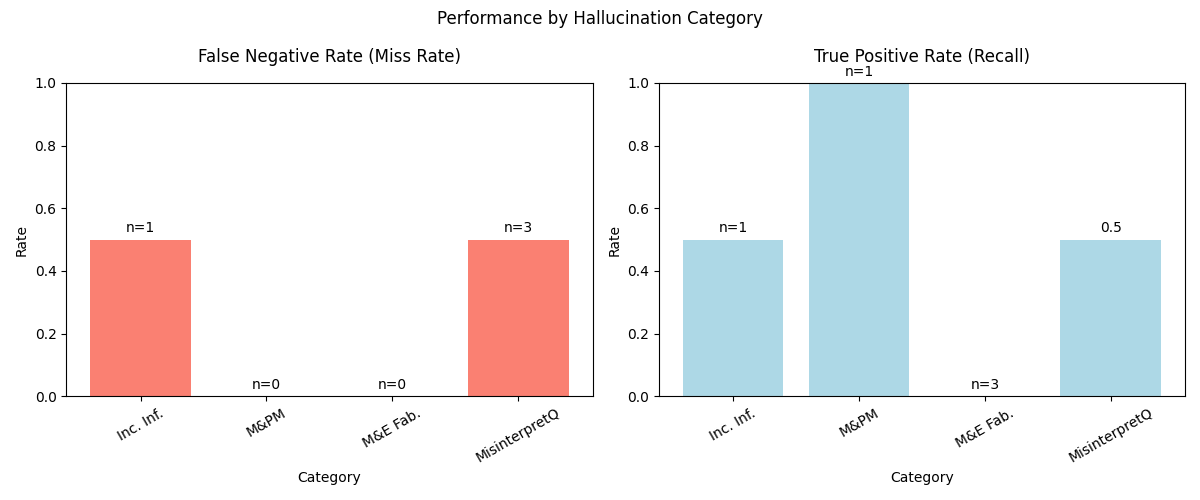 Performance by Hallucination Category
False Negative Rate (Miss Rate)
1.0
0.8
0.6
0.4
0.2
0.0
Rate
n=1
n=0
n=0
n=3
Inc. Inf.
M&PM
M&E Fab.
MisinterpretQ
Category
True Positive Rate (Recall)
1.0
0.8
0.6
0.4
0.2
0.0
Rate
n=1
n=1
n=3
0.5
Inc. Inf.
M&PM
M&E Fab.
MisinterpretQ
Category